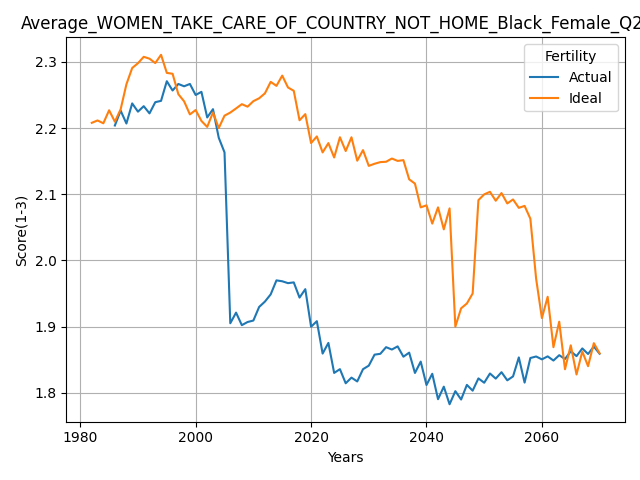 Average_WOMEN_TAKE_CARE_OF_COUNTRY_NOT_HOME_Black_Female_Q2
Fertility
Actual
Ideal
2.3
2.2
2.1
2.0
1.9
1.8
Score(1-3)
1980
2000
2020
2040
2060
Years